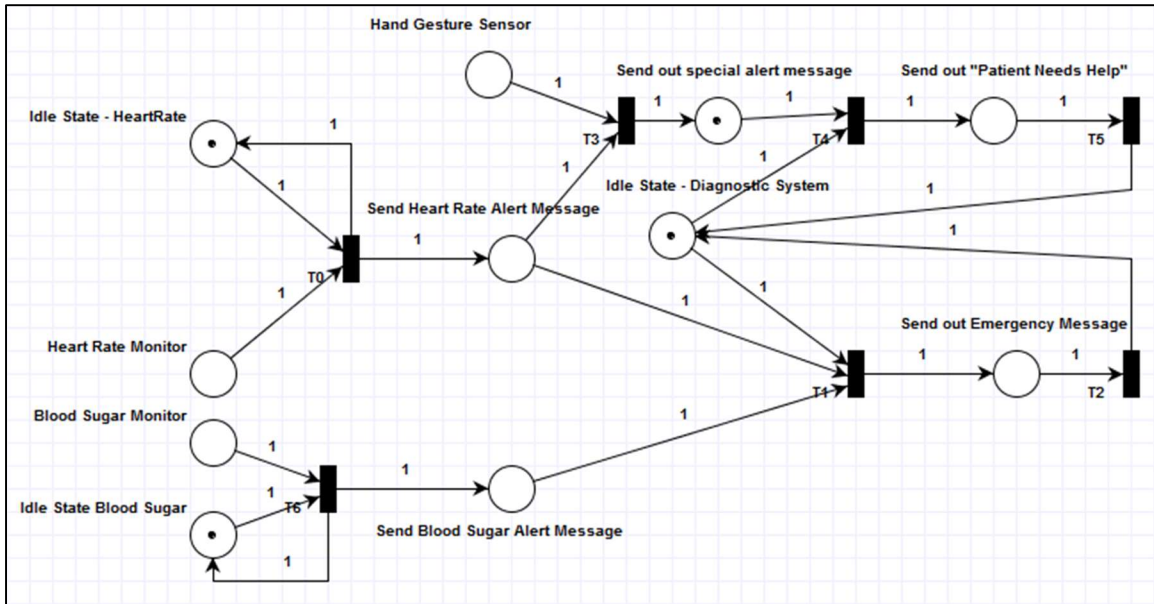 Hand Gesture Sensor
1
Send out special alert message
Send out "Patient Needs Help"
1
1
1
1
Idle State - HeartRate
1
T3
T4
T5
1
1
1
Idle State - Diagnostic System
1
Send Heart Rate Alert Message
1
1
T0
1
1
1
Send out Emergency Message
Heart Rate Monitor
1
1
T1
T2
Blood Sugar Monitor
1
1
1
1
T6
Idle State Blood Sugar
Send Blood Sugar Alert Message
1